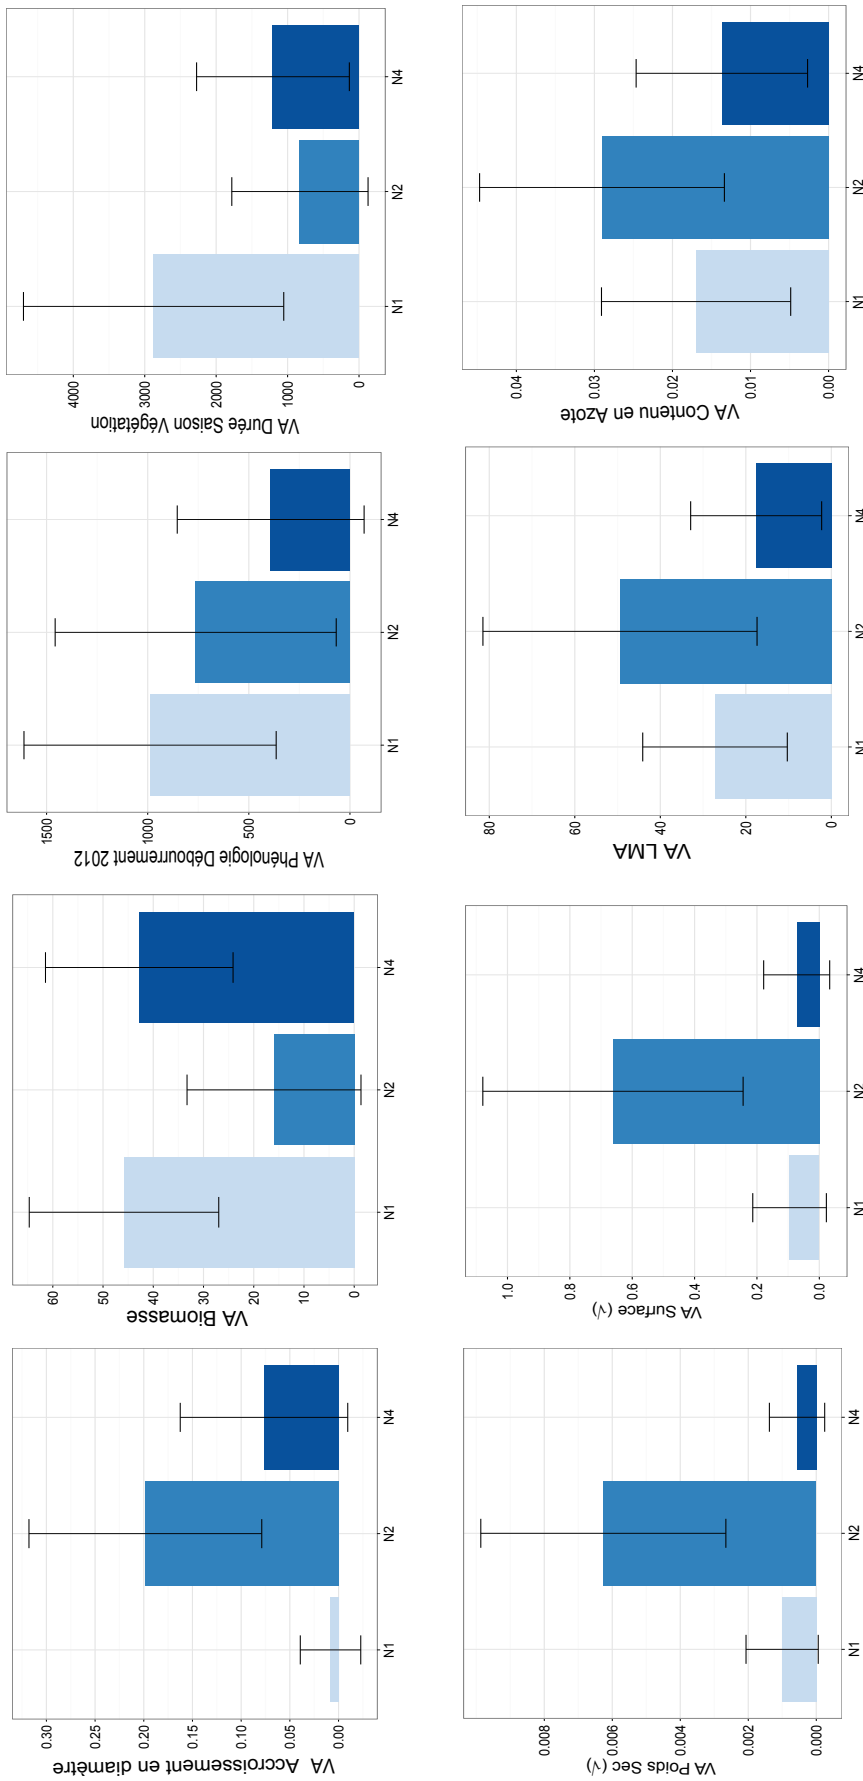 VA  Accroissement en diamètre
0.30
0.25
0.20
0.15
0.10
0.05
0.00
N1 N2 N4
VA Biomasse
60
50
40
30
20
10
0
N1 N2 N4
VA Phénologie Débourrement 2012
1500
1000
500
0
N1 N2 N4
VA Durée Saison Végétation
4000
3000
2000
1000
0
N1 N2 N4
VA Poids Sec (√)
0.008
0.006
0.004
0.002
0.000
N1 N2 N4
VA Surface (√)
1.0
0.8
0.6
0.4
0.2
0.0
N1 N2 N4
VA LMA
80
60
40
20
0
N1 N2 N4
VA Contenu en Azote
0.04
0.03
0.02
0.01
0.00
N1 N2 N4